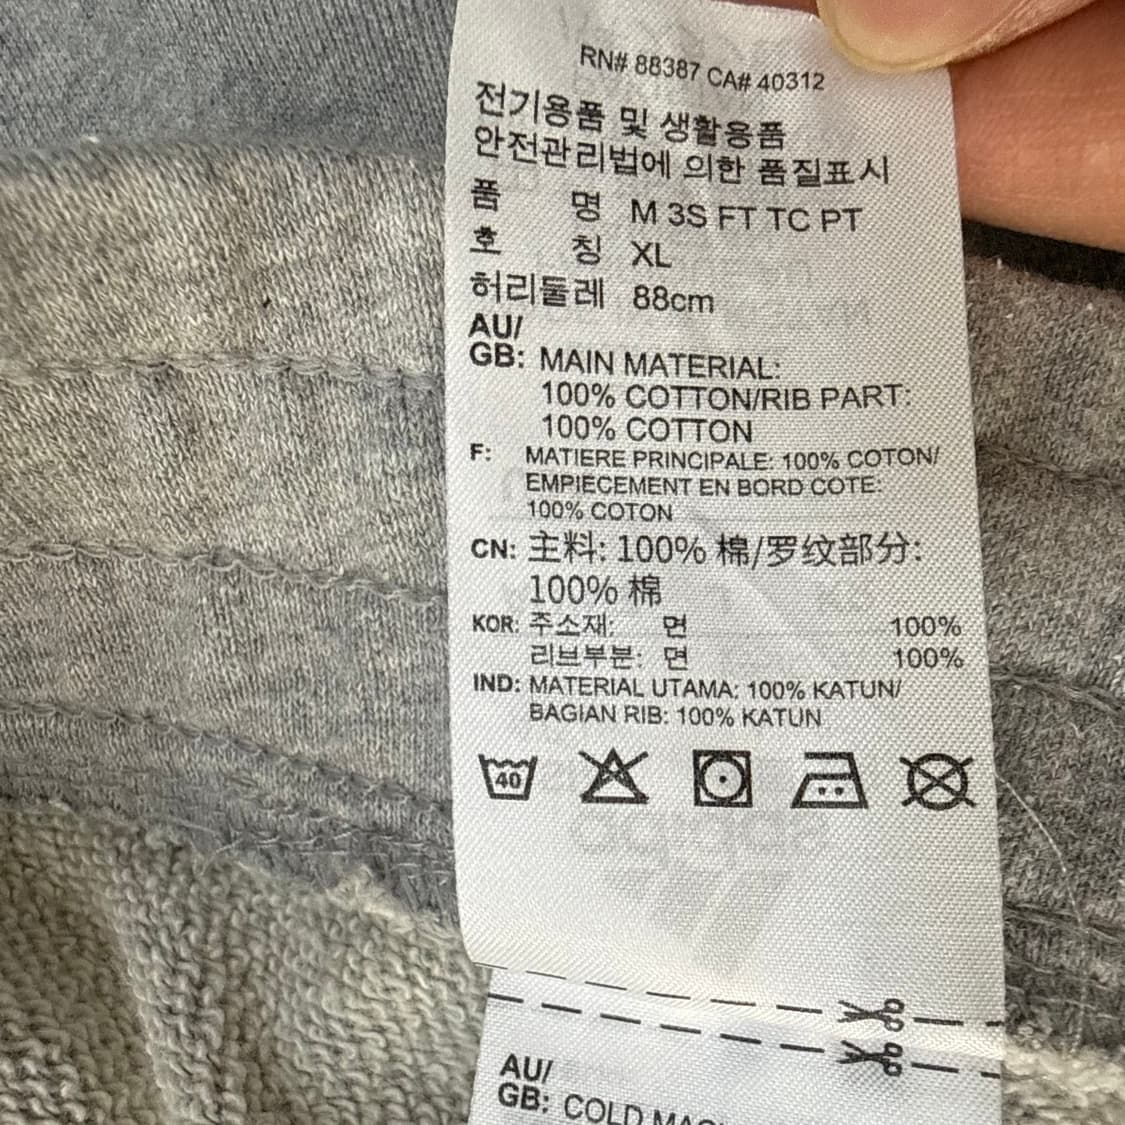 RN# 88387 CA# 40312
전기용품 및 생활용품
안전관리법에 의한 품질표시
품 명 M 3S FT TC PT
호 칭 XL
허리둘레 88cm
AU/
GB: MAIN MATERIAL:
100% COTTON/RIB PART:
100% COTTON
F: MATIERE PRINCIPALE: 100% COTON/
EMPIECEMENT EN BORD COTE:
100% COTON
CN: 主料: 100% 棉/罗纹部分:
100% 棉
KOR: 주소재: 면 100%
리브부분: 면 100%
IND: MATERIAL UTAMA: 100% KATUN/
BAGIAN RIB: 100% KATUN
40
AU/
GB: COLD